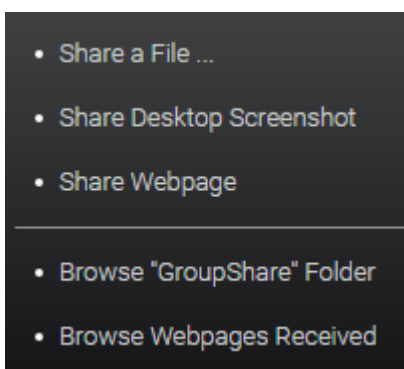 Share a File ...
Share Desktop Screenshot
Share Webpage
Browse "GroupShare" Folder
Browse Webpages Received